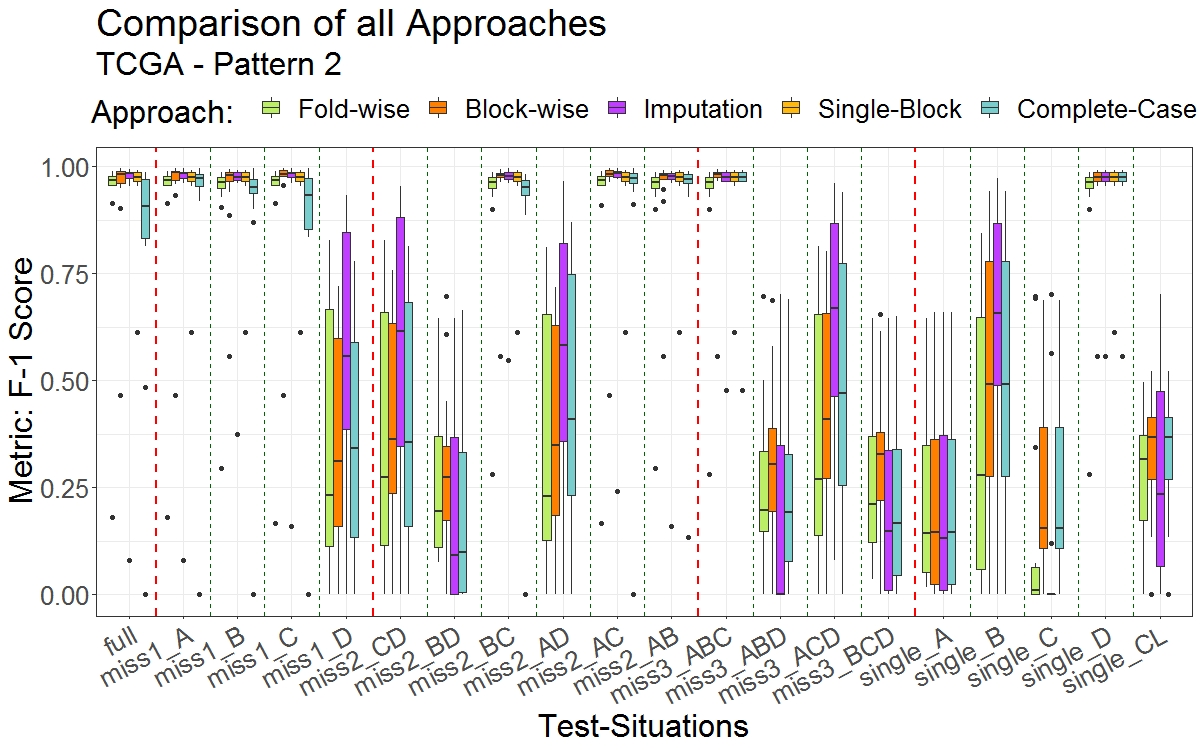 Comparison of all Approaches
TCGA - Pattern 2
Approach: Fold-wise Block-wise Imputation Single-Block Complete-Case
Metric: F-1 Score
1.00
0.75
0.50
0.25
0.00
full miss1_A miss1_B miss1_C miss1_D miss2_CD miss2_BD miss2_BC miss2_AD miss2_AC miss2_AB miss3_ABC miss3_ABD miss3_ACD miss3_BCD single_A single_B single_C single_D single_CL
Test-Situations